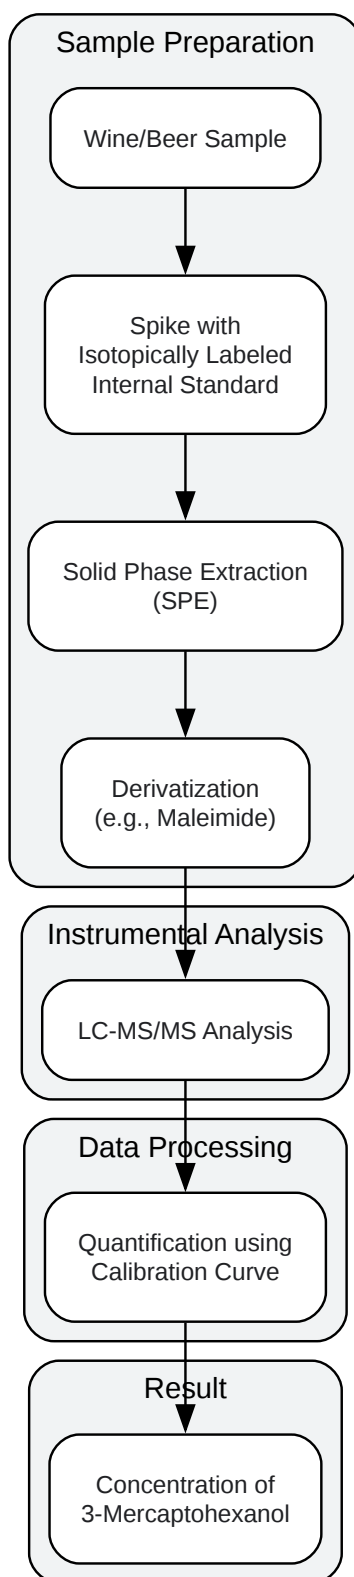 Sample Preparation
Wine/Beer Sample
Spike with
Isotopically Labeled
Internal Standard
Solid Phase Extraction
(SPE)
Derivatization
(e.g., Maleimide)
Instrumental Analysis
LC-MS/MS Analysis
Data Processing
Quantification using
Calibration Curve
Result
Concentration of
3-Mercaptohexanol